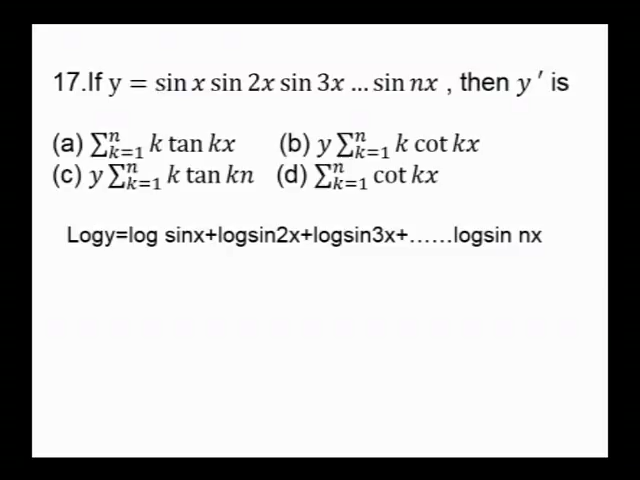 17.If y = sin x sin 2x sin 3x ... sin nx , then y ′ is
(a) ∑ⁿₖ₌₁ k tan kx (b) y ∑ⁿₖ₌₁ k cot kx
(c) y ∑ⁿₖ₌₁ k tan kn (d) ∑ⁿₖ₌₁ cot kx
Logy=log sinx+logsin2x+logsin3x+......logsin nx